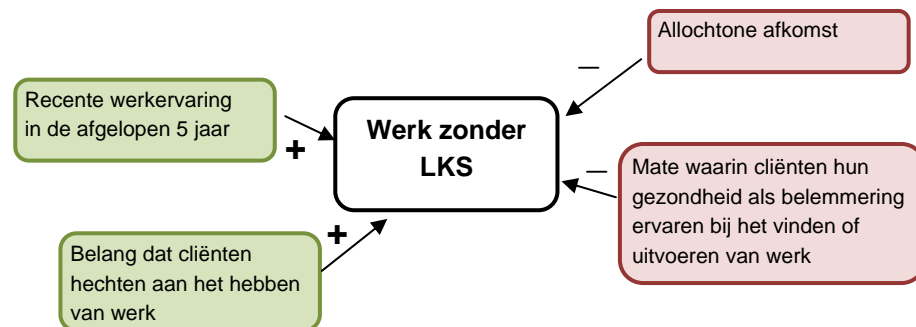 Allochtone afkomst
–
Recente werkervaring
in de afgelopen 5 jaar
+
Werk zonder
LKS
–
Mate waarin cliënten hun
gezondheid als belemmering
ervaren bij het vinden of
uitvoeren van werk
+
Belang dat cliënten
hechten aan het hebben
van werk